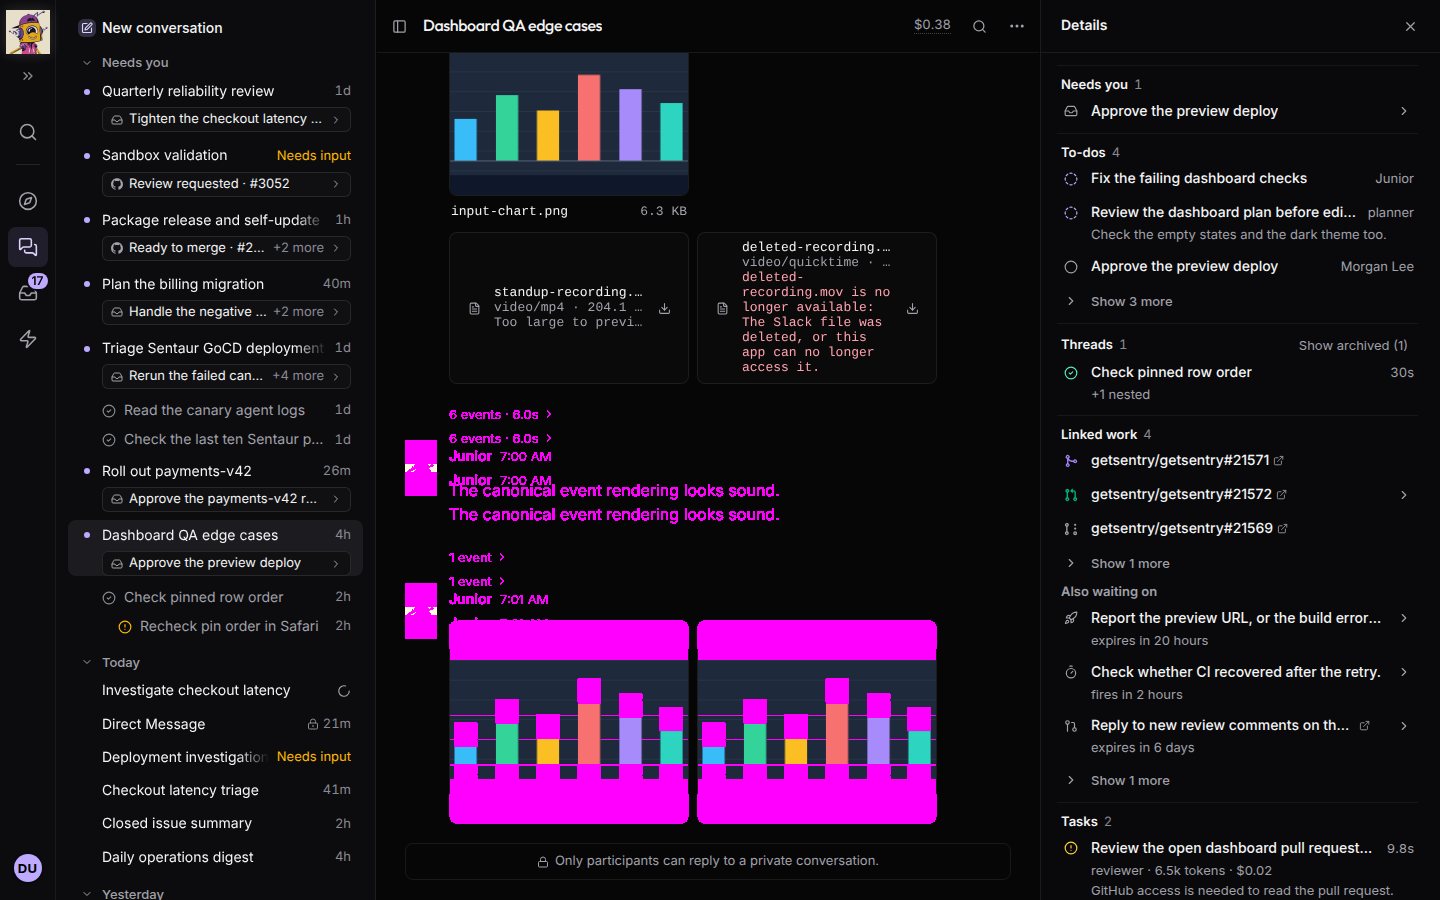 New conversation
Needs you
Quarterly reliability review 1d
Tighten the checkout latency ...
Sandbox validation Needs input
Review requested · #3052
Package release and self-update 1h
Ready to merge · #2... +2 more
Plan the billing migration 40m
Handle the negative ... +2 more
Triage Sentaur GoCD deployment 1d
Rerun the failed can... +4 more
Read the canary agent logs 1d
Check the last ten Sentaur p... 1d
Roll out payments-v42 26m
Approve the payments-v42 r...
Dashboard QA edge cases 4h
Approve the preview deploy
Check pinned row order 2h
Recheck pin order in Safari 2h
Today
Investigate checkout latency
Direct Message 21m
Deployment investigation Needs input
Checkout latency triage 41m
Closed issue summary 2h
Daily operations digest 4h
Yesterday
17
DU
Dashboard QA edge cases $0.38
input-chart.png 6.3 KB
standup-recording.…
video/mp4 · 204.1 …
Too large to previ…
deleted-recording.…
video/quicktime · …
deleted-
recording.mov is no
longer available:
The Slack file was
deleted, or this
app can no longer
access it.
6 events · 6.0s
6 events · 6.0s
Junior 7:00 AM
Junior 7:00 AM
The canonical event rendering looks sound.
The canonical event rendering looks sound.
1 event
1 event
Junior 7:01 AM
Only participants can reply to a private conversation.
Details
Needs you 1
Approve the preview deploy
To-dos 4
Fix the failing dashboard checks Junior
Review the dashboard plan before edi... planner
Check the empty states and the dark theme too.
Approve the preview deploy Morgan Lee
Show 3 more
Threads 1 Show archived (1)
Check pinned row order 30s
+1 nested
Linked work 4
getsentry/getsentry#21571
getsentry/getsentry#21572
getsentry/getsentry#21569
Show 1 more
Also waiting on
Report the preview URL, or the build error...
expires in 20 hours
Check whether CI recovered after the retry.
fires in 2 hours
Reply to new review comments on th...
expires in 6 days
Show 1 more
Tasks 2
Review the open dashboard pull request... 9.8s
reviewer · 6.5k tokens · $0.02
GitHub access is needed to read the pull request.